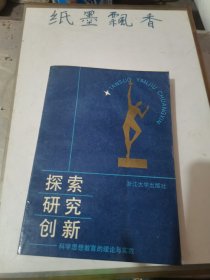 纸墨飘香
TANSUO YANJIU CHUANGXIN
探索
研究
创新
浙江大学出版社
——科学思想教育的理论与实践